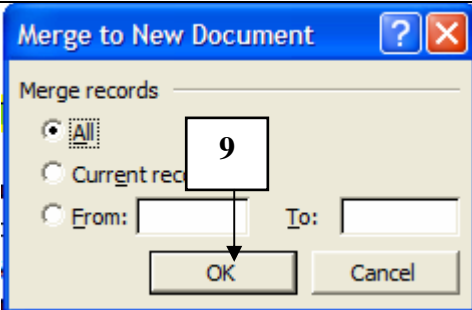 Merge to New Document
Merge records
All
Current rec
9
From: To:
OK Cancel